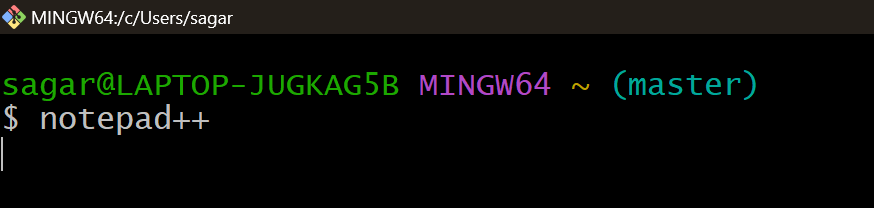 MINGW64:/c/Users/sagar
sagar@LAPTOP-JUGKAG5B MINGW64 ~ (master)
$ notepad++